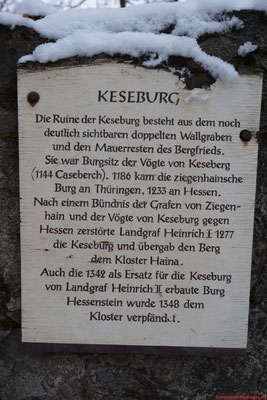 KESEBURG
Die Ruine der Keseburg besteht aus dem noch
deutlich sichtbaren doppelten Wallgraben
und den Mauerresten des Bergfrieds.
Sie war Burgsitz der Vögte von Keseberg
(1144 Caseberch). 1186 kam die ziegenhainsche
Burg an Thüringen, 1233 an Hessen.
Nach einem Bündnis der Grafen von Ziegen-
hain und der Vögte von Keseburg gegen
Hessen zerstörte Landgraf Heinrich I 1277
die Keseburg und übergab den Berg
dem Kloster Haina.
Auch die 1342 als Ersatz für die Keseburg
von Landgraf Heinrich II erbaute Burg
Hessenstein wurde 1348 dem
Kloster verpfändt.